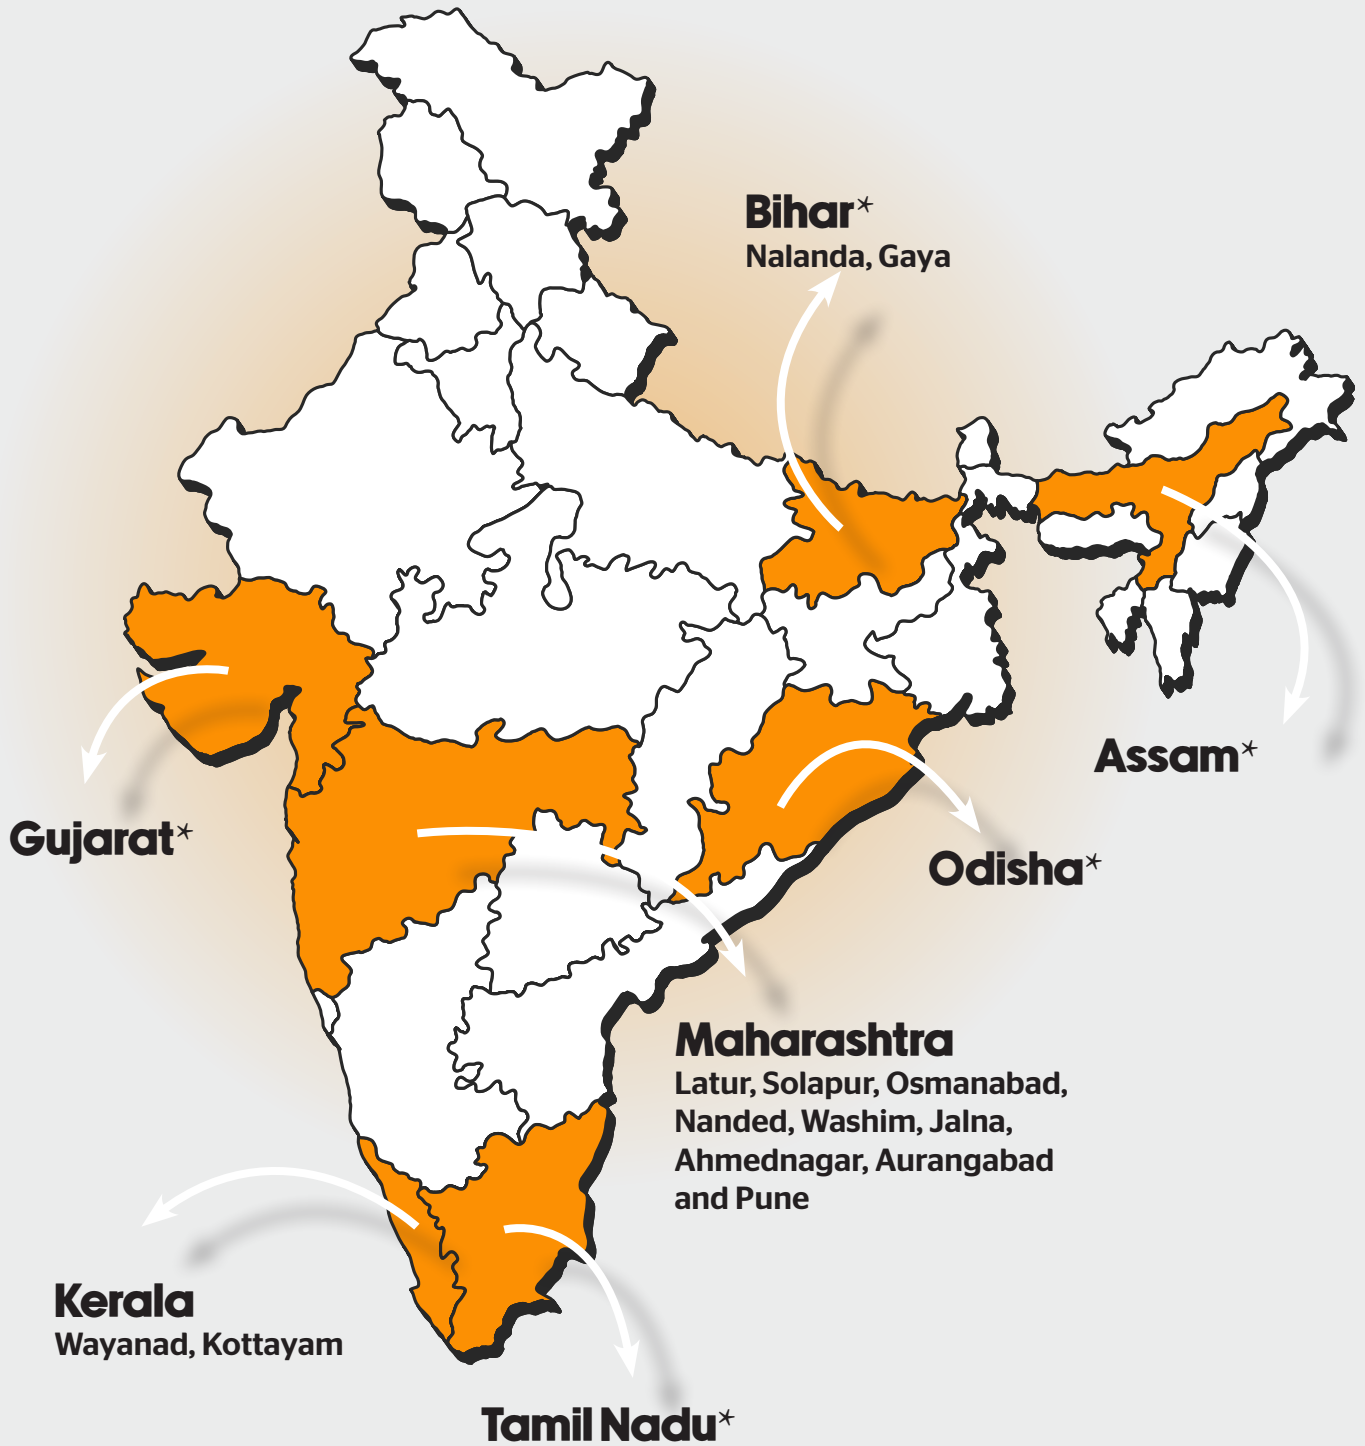 Bihar*
Nalanda, Gaya
Assam*
Gujarat*
Odisha*
Maharashtra
Latur, Solapur, Osmanabad,
Nanded, Washim, Jalna,
Ahmednagar, Aurangabad
and Pune
Kerala
Wayanad, Kottayam
Tamil Nadu*